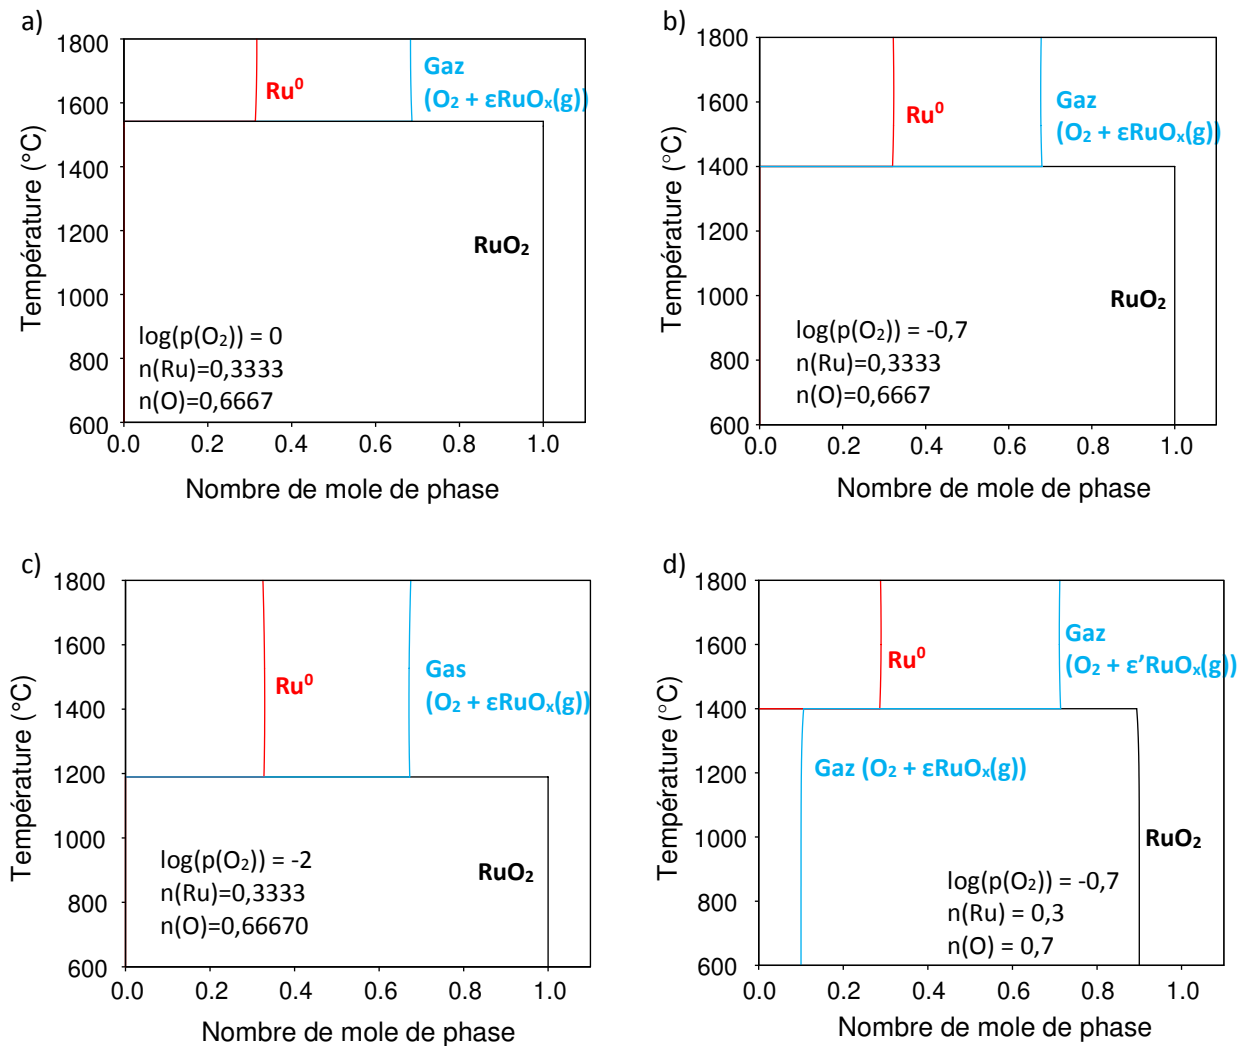 a)
1800
1600
1400
1200
1000
800
600
Température (°C)
Ru⁰
Gaz
(O₂ + εRuOₓ(g))
RuO₂
log(p(O₂)) = 0
n(Ru)=0,3333
n(O)=0,6667
0.0 0.2 0.4 0.6 0.8 1.0
Nombre de mole de phase
b)
1800
1600
1400
1200
1000
800
600
Température (°C)
Ru⁰
Gaz
(O₂ + εRuOₓ(g))
RuO₂
log(p(O₂)) = -0,7
n(Ru)=0,3333
n(O)=0,6667
0.0 0.2 0.4 0.6 0.8 1.0
Nombre de mole de phase
c)
1800
1600
1400
1200
1000
800
600
Température (°C)
Ru⁰
Gas
(O₂ + εRuOₓ(g))
log(p(O₂)) = -2
n(Ru)=0,3333
n(O)=0,66670
RuO₂
0.0 0.2 0.4 0.6 0.8 1.0
Nombre de mole de phase
d)
1800
1600
1400
1200
1000
800
600
Température (°C)
Ru⁰
Gaz
(O₂ + ε’RuOₓ(g))
Gaz (O₂ + εRuOₓ(g))
RuO₂
log(p(O₂)) = -0,7
n(Ru) = 0,3
n(O) = 0,7
0.0 0.2 0.4 0.6 0.8 1.0
Nombre de mole de phase